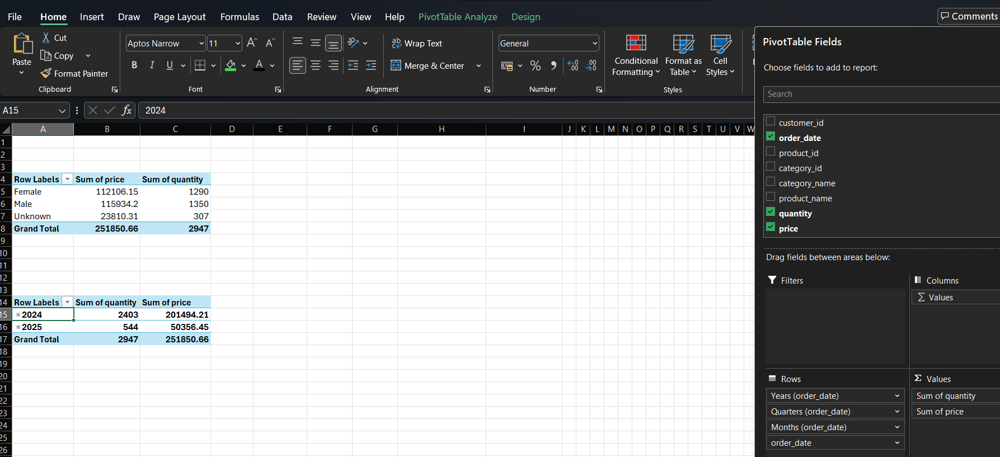 File Home Insert Draw Page Layout Formulas Data Review View Help PivotTable Analyze Design Comments
Paste
Cut
Copy
Format Painter
Clipboard
Aptos Narrow 11 A A
B I U A
Font
ab Wrap Text
Merge & Center
Alignment
General
% 9 .00 .00
Number
Conditional Formatting
Format as Table
Cell Styles
Styles
A15 fx 2024
A B C D E F G H I J K L M N O P Q R S T U V W
1
2
3
4 Row Labels Sum of price Sum of quantity
5 Female 112106.15 1290
6 Male 115934.2 1350
7 Unknown 23810.31 307
8 Grand Total 251850.66 2947
9
10
11
12
13
14 Row Labels Sum of quantity Sum of price
15 2024 2403 201494.21
16 2025 544 50356.45
17 Grand Total 2947 251850.66
18
19
20
21
22
23
24
25
26
PivotTable Fields
Choose fields to add to report:
Search
customer_id
order_date
product_id
category_id
category_name
product_name
quantity
price
Drag fields between areas below:
Filters
Columns
Σ Values
Rows
Years (order_date)
Quarters (order_date)
Months (order_date)
order_date
Σ Values
Sum of quantity
Sum of price